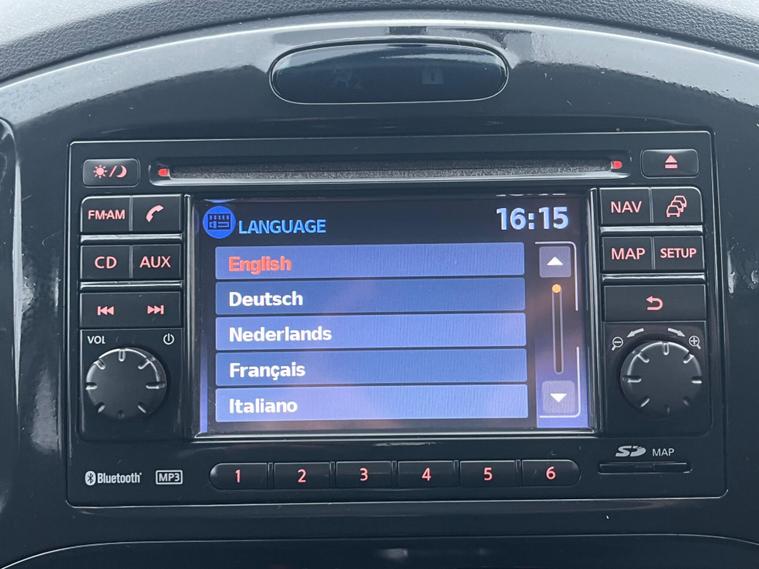 FM·AM
CD AUX
VOL
LANGUAGE 16:15
English
Deutsch
Nederlands
Français
Italiano
NAV
MAP SETUP
SD MAP
Bluetooth® MP3
1 2 3 4 5 6